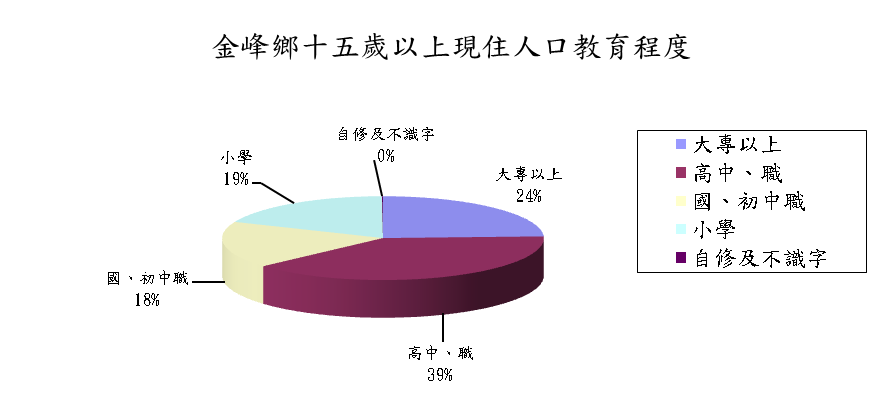 金峰鄉十五歲以上現住人口教育程度
自修及不識字
0%
小學
19%
大專以上
24%
國、初中職
18%
高中、職
39%
大專以上
高中、職
國、初中職
小學
自修及不識字